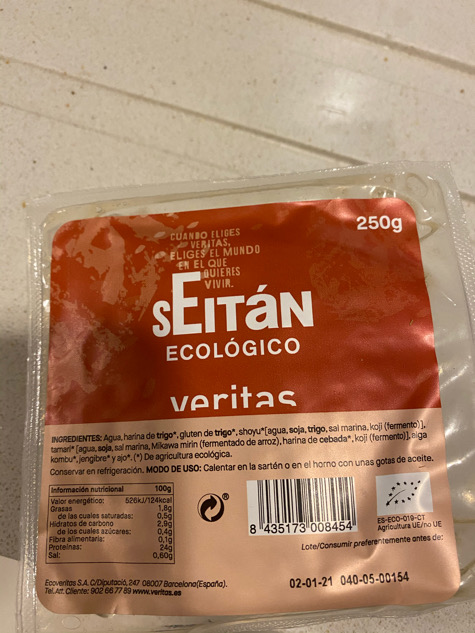 250g
CUANDO ELIGES
VERITAS,
ELIGES EL MUNDO
EN EL QUE
QUIERES
VIVIR.
SEITÁN
ECOLÓGICO
veritas
INGREDIENTES: Agua, harina de trigo*, gluten de trigo*, shoyu*[agua, soja, trigo, sal marina, koji (fermento)],
tamari* [agua, soja, sal marina, Mikawa mirin (fermentado de arroz), harina de cebada*, koji (fermento)], alga
kombu*, jengibre* y ajo*. (*) De agricultura ecológica.
Conservar en refrigeración. MODO DE USO: Calentar en la sartén o en el horno con unas gotas de aceite.
Información nutricional 100g
Valor energético: 526kJ/124kcal
Grasas 1,8g
de las cuales saturadas: 0,5g
Hidratos de carbono 2,9g
de los cuales azúcares: 0,4g
Fibra alimentaria: 0,1g
Proteínas: 24g
Sal: 0,60g
8 435173 008454
ES-ECO-019-CT
Agricultura UE/no UE
Lote/Consumir preferentemente antes de:
02-01-21 040-05-00154
Ecoveritas S.A. C/Diputació, 247 08007 Barcelona(España).
Tel. Att. Cliente: 902 66 77 89 www.veritas.es